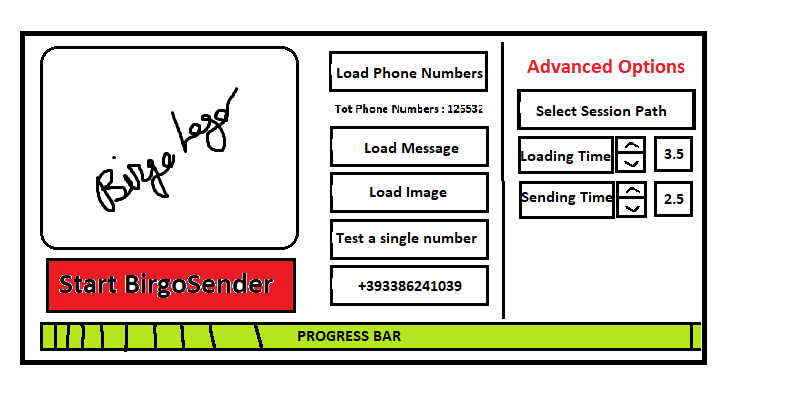 Birgo Logo
Start BirgoSender
Load Phone Numbers
Tot Phone Numbers : 125532
Load Message
Load Image
Test a single number
+393386241039
Advanced Options
Select Session Path
Loading Time
3.5
Sending Time
2.5
PROGRESS BAR